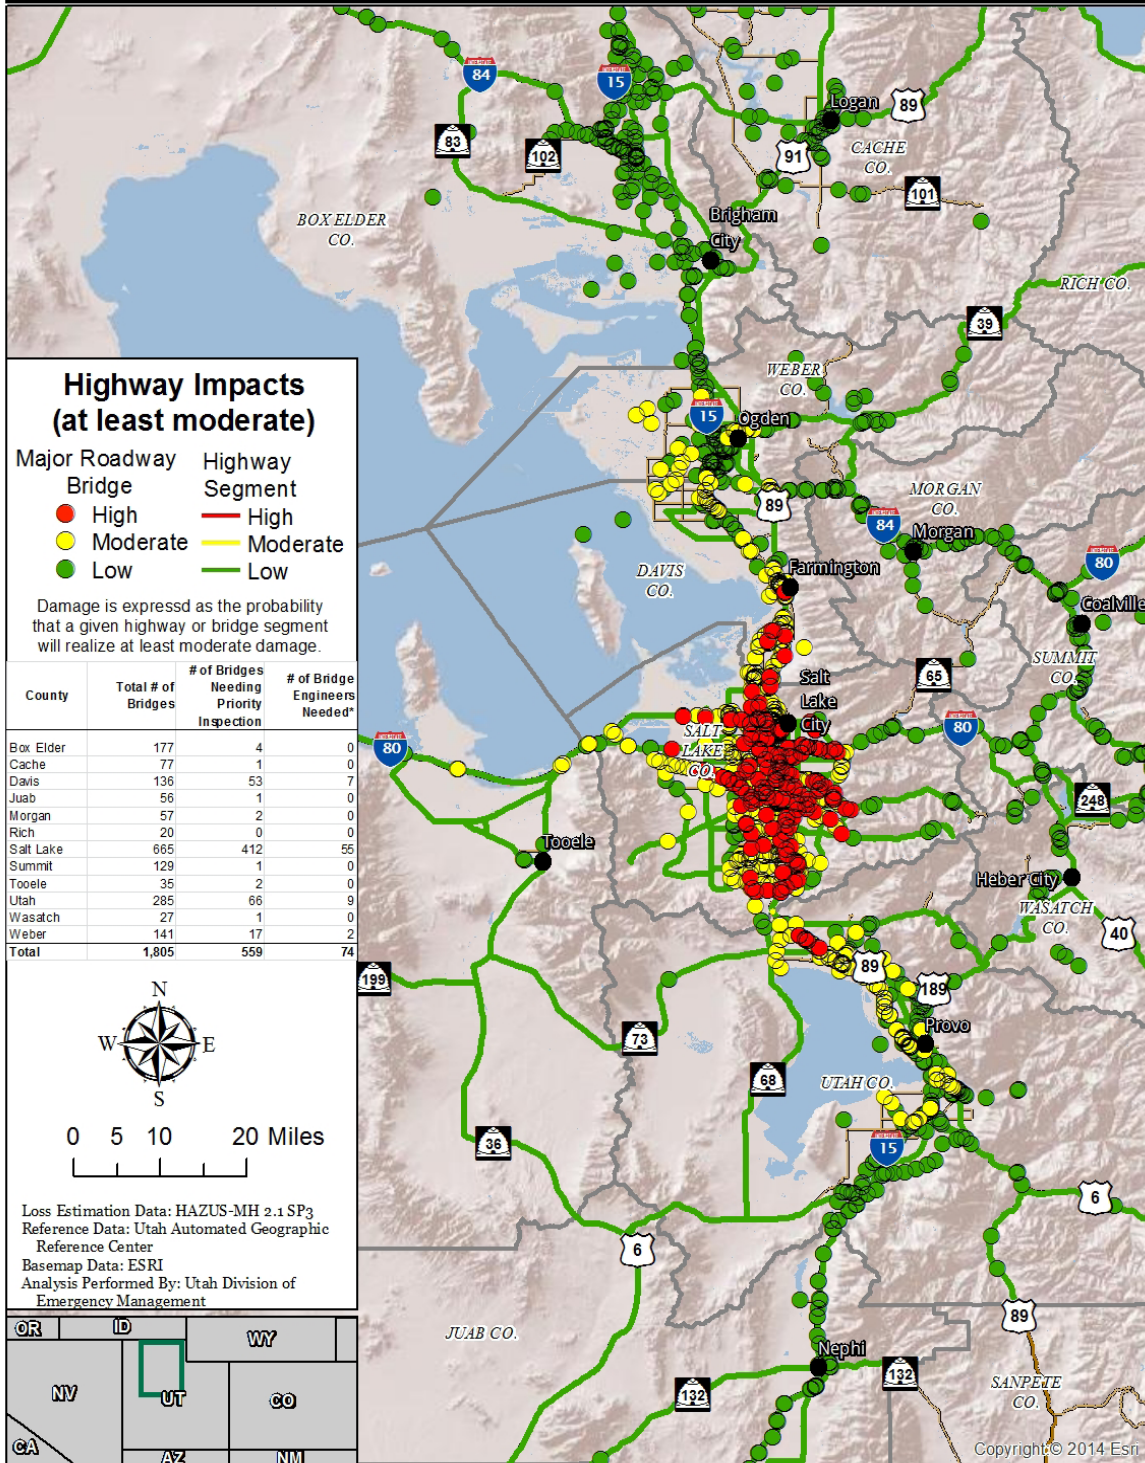 Highway Impacts
(at least moderate)
Major Roadway Bridge
High
Moderate
Low
Highway Segment
High
Moderate
Low
Damage is expressd as the probability
that a given highway or bridge segment
will realize at least moderate damage.
County Total # of Bridges # of Bridges Needing Priority Inspection # of Bridge Engineers Needed*
Box Elder 177 4 0
Cache 77 1 0
Davis 136 53 7
Juab 56 1 0
Morgan 57 2 0
Rich 20 0 0
Salt Lake 665 412 55
Summit 129 1 0
Tooele 35 2 0
Utah 285 66 9
Wasatch 27 1 0
Weber 141 17 2
Total 1,805 559 74
N
W E
S
0 5 10 20 Miles
Loss Estimation Data: HAZUS-MH 2.1 SP3
Reference Data: Utah Automated Geographic
Reference Center
Basemap Data: ESRI
Analysis Performed By: Utah Division of
Emergency Management
OR ID WY
NV UT CO
CA AZ NM
84
15
83
102
Logan
89
91
CACHE
CO.
101
BOX ELDER
CO.
Brigham
City
RICH CO.
39
WEBER
CO.
15
Ogden
89
MORGAN
CO.
84
Morgan
80
DAVIS
CO.
Farmington
Coalville
SUMMIT
CO.
65
Salt
Lake
City
80
SALT
LAKE
CO.
80
248
Tooele
Heber City
WASATCH
CO.
40
89
189
199
73
Provo
68
UTAH CO.
36
15
6
6
89
JUAB CO.
Nephi
132
132
SANPETE
CO.
Copyright © 2014 Esri